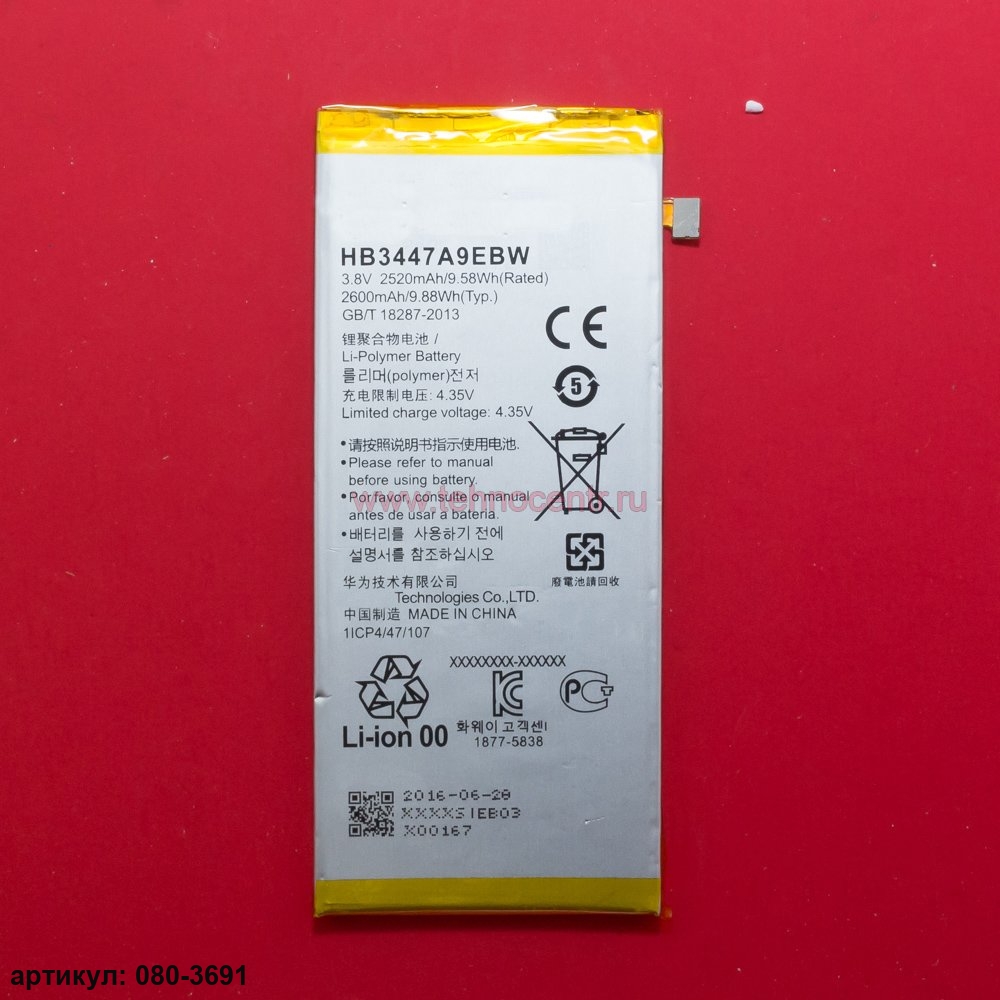 HB3447A9EBW
3.8V 2520mAh/9.58Wh(Rated)
2600mAh/9.88Wh(Typ.)
GB/T 18287-2013
锂聚合物电池 /
Li-Polymer Battery
를리머(polymer)전저
充电限制电压: 4.35V
Limited charge voltage: 4.35V
•请按照说明书指示使用电池.
•Please refer to manual
before using battery.
•Por favor, consulte o manual
antes de usar a bateria.
•배터리를 사용하기 전에
설명서를 참조하십시오
华为技术有限公司
Technologies Co.,LTD.
中国制造 MADE IN CHINA
1ICP4/47/107
CE
5
廢電池請回收
www.tehnocentr.ru
XXXXXXXX-XXXXXX
Li-ion 00
화웨이고객센
1877-5838
2016-06-28
XXXXS1EB03
X00167
артикул: 080-3691